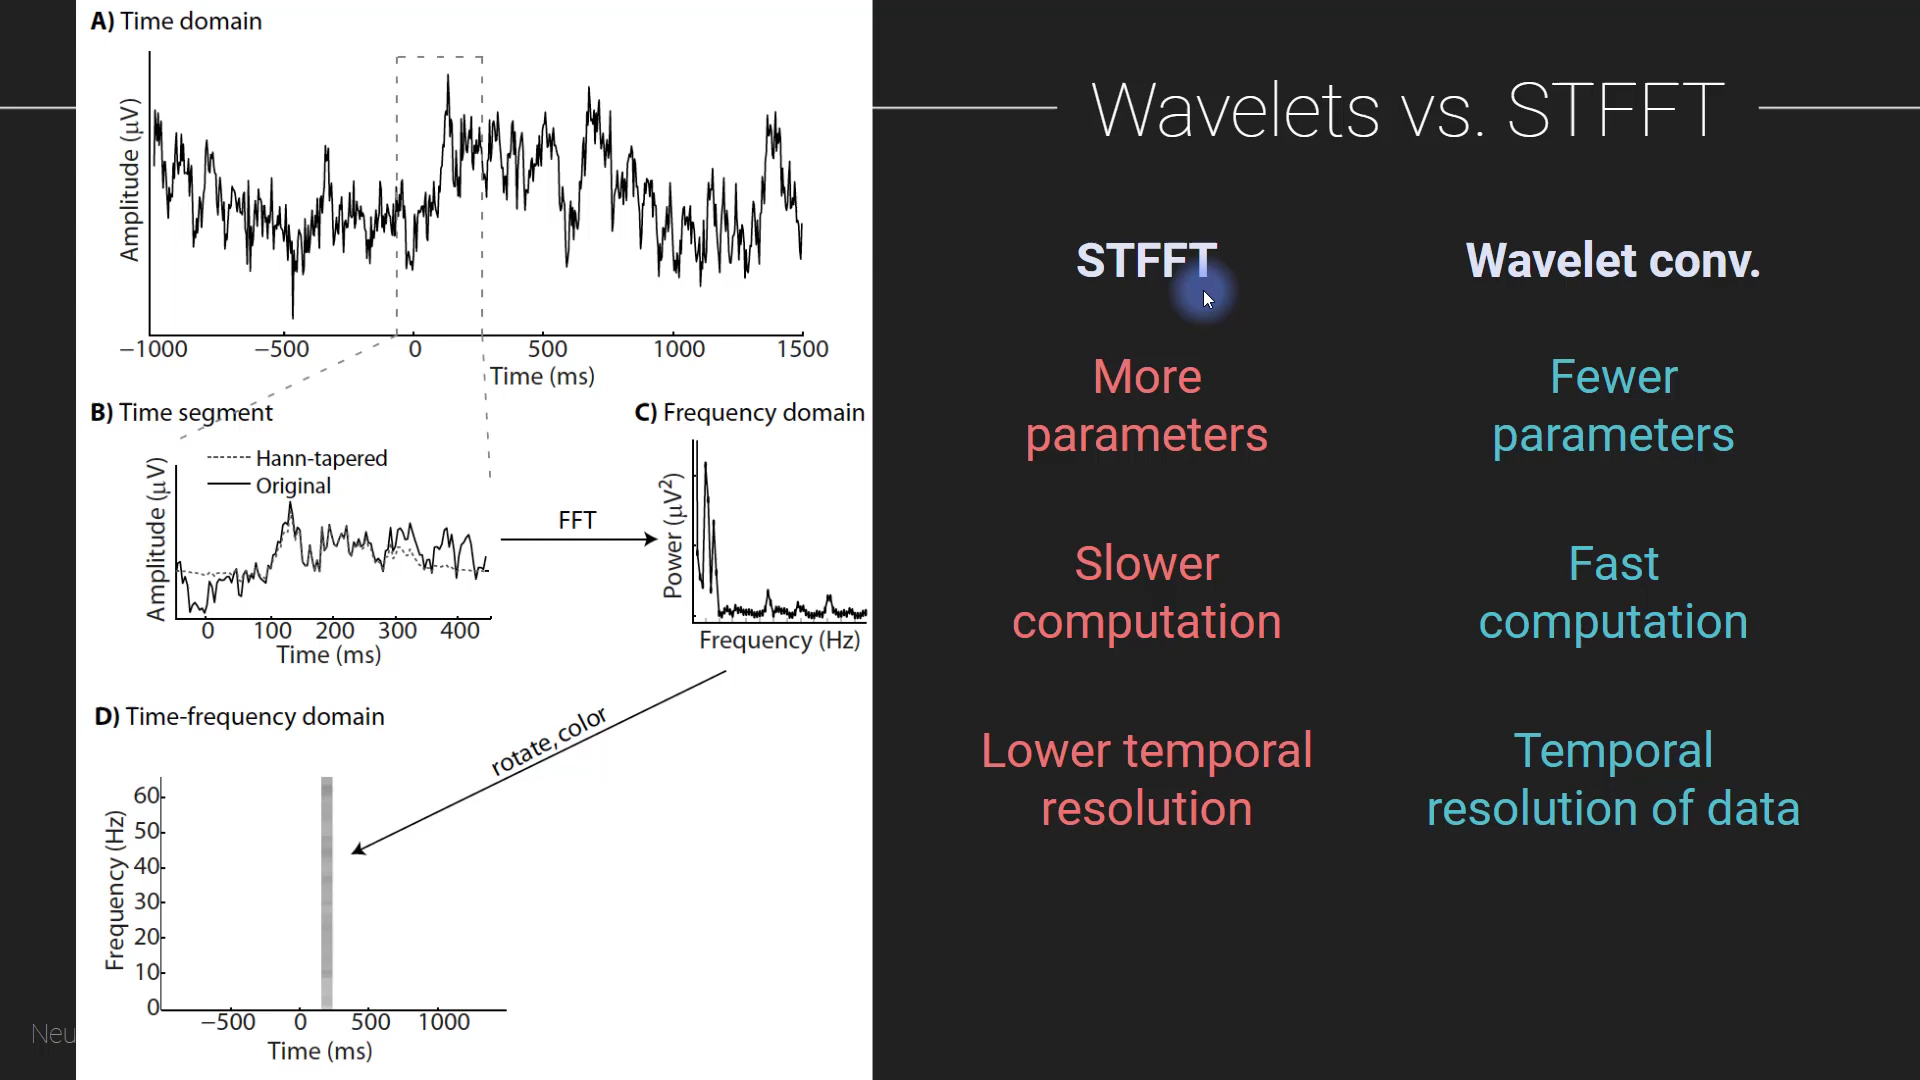 A) Time domain
Amplitude (μV)
−1000 −500 0 500 1000 1500
Time (ms)
B) Time segment
Hann-tapered
Original
Amplitude (μV)
0 100 200 300 400
Time (ms)
FFT
C) Frequency domain
Power (μV²)
Frequency (Hz)
rotate, color
D) Time-frequency domain
Frequency (Hz)
60
50
40
30
20
10
0
−500 0 500 1000
Time (ms)
Neu
Wavelets vs. STFFT
STFFT
More
parameters
Slower
computation
Lower temporal
resolution
Wavelet conv.
Fewer
parameters
Fast
computation
Temporal
resolution of data